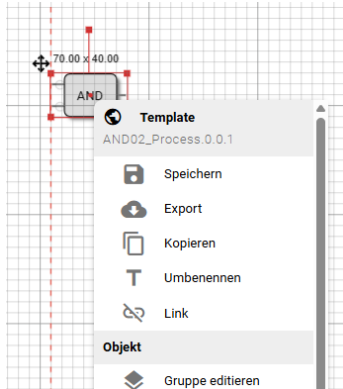 70.00 x 40.00
AND
Template
AND02_Process.0.0.1
Speichern
Export
Kopieren
Umbenennen
Link
Objekt
Gruppe editieren